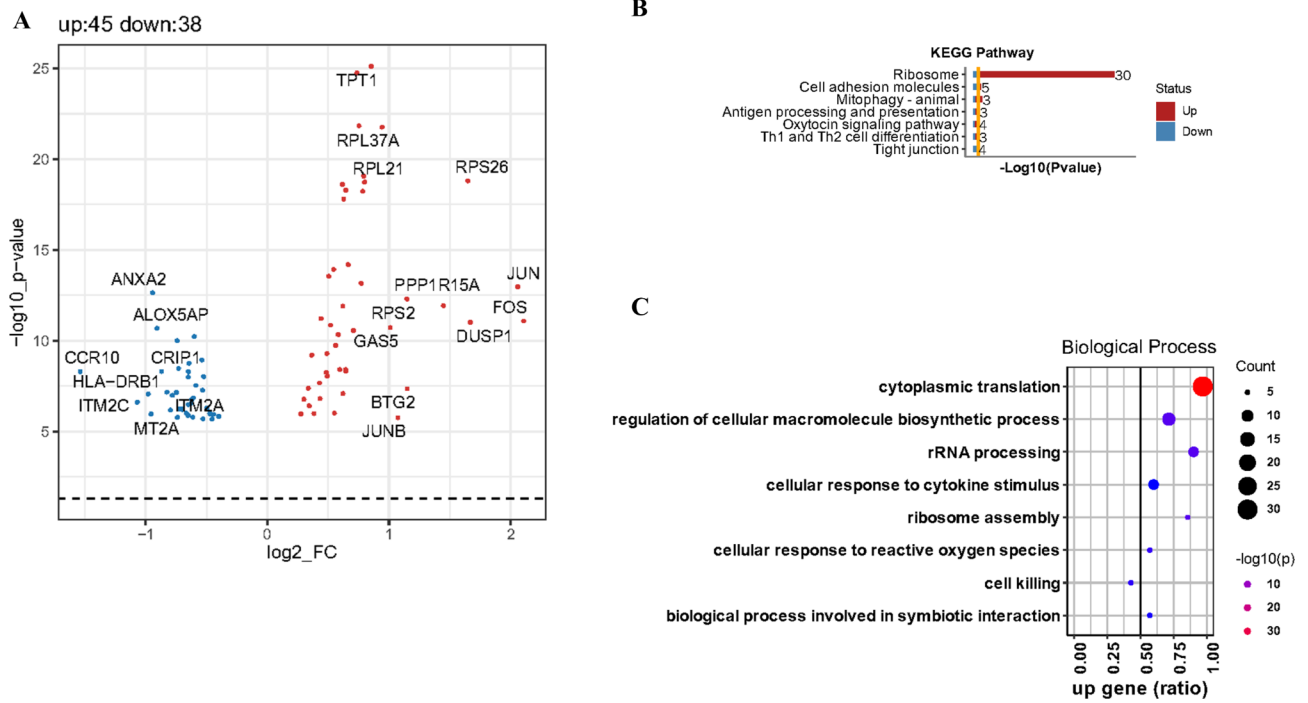 A
up:45 down:38
25
20
15
10
5
−log10_p−value
TPT1
RPL37A
RPL21
RPS26
ANXA2
ALOX5AP
CCR10
CRIP1
HLA−DRB1
ITM2C
ITM2A
MT2A
PPP1R15A
JUN
RPS2
FOS
GAS5
DUSP1
BTG2
JUNB
−1
0
1
2
log2_FC
B
KEGG Pathway
Ribosome 30
Cell adhesion molecules 5
Mitophagy - animal 3
Antigen processing and presentation 3
Oxytocin signaling pathway 4
Th1 and Th2 cell differentiation 3
Tight junction 4
-Log10(Pvalue)
Status
Up
Down
C
Biological Process
cytoplasmic translation
regulation of cellular macromolecule biosynthetic process
rRNA processing
cellular response to cytokine stimulus
ribosome assembly
cellular response to reactive oxygen species
cell killing
biological process involved in symbiotic interaction
0.00
0.25
0.50
0.75
1.00
up gene (ratio)
Count
5
10
15
20
25
30
-log10(p)
10
20
30